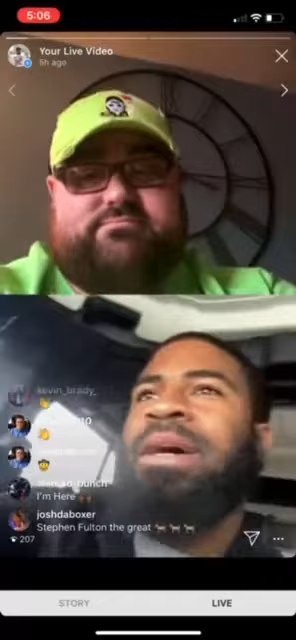 5:06
Your Live Video
5h ago
kevin_brady_
I'm Here
joshdaboxer
Stephen Fulton the great
207
STORY
LIVE